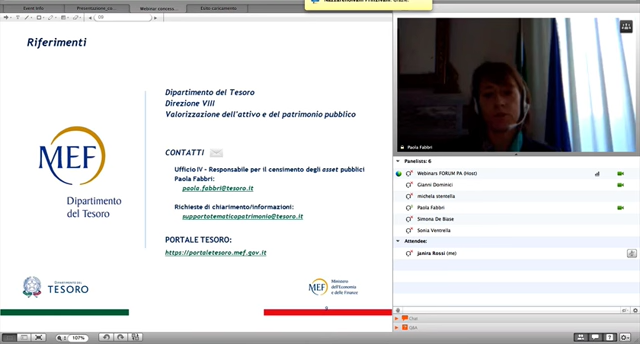 Event Info
Webinar
Riferimenti
Dipartimento del Tesoro
Direzione VIII
Valorizzazione dell'attivo e del patrimonio pubblico
CONTATTI
Ufficio IV - Responsabile per il censimento degli asset pubblici
Paola Fabbri:
paola.fabbri@tesoro.it
Richieste di chiarimento/informazioni:
supportotematicopatrimonio@tesoro.it
PORTALE TESORO:
https://portaletesoro.mef.gov.it
MEF
Dipartimento
del Tesoro
TESORO
MEF
Ministero
dell'Economia
e delle Finanze
107%
Paola Fabbri
Panelists: 6
Webinars FORUM PA (Host)
Gianni Dominici
michela stentella
Paola Fabbri
Simona De Biase
Sonia Ventrella
Attendee:
Janira Rossi (me)
Chat
Q&A